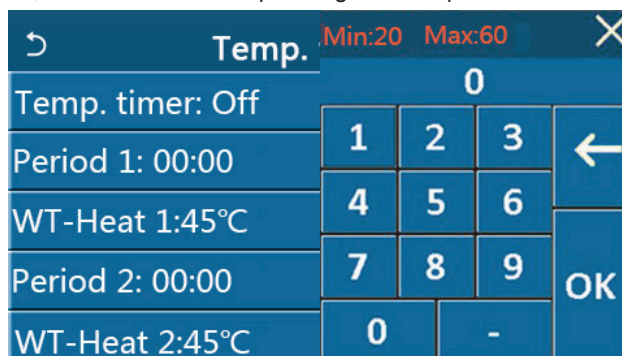 Temp.
Temp. timer: Off
Period 1: 00:00
WT-Heat 1:45℃
Period 2: 00:00
WT-Heat 2:45℃
Min:20 Max:60
0
1 2 3 ←
4 5 6
7 8 9 OK
0 -